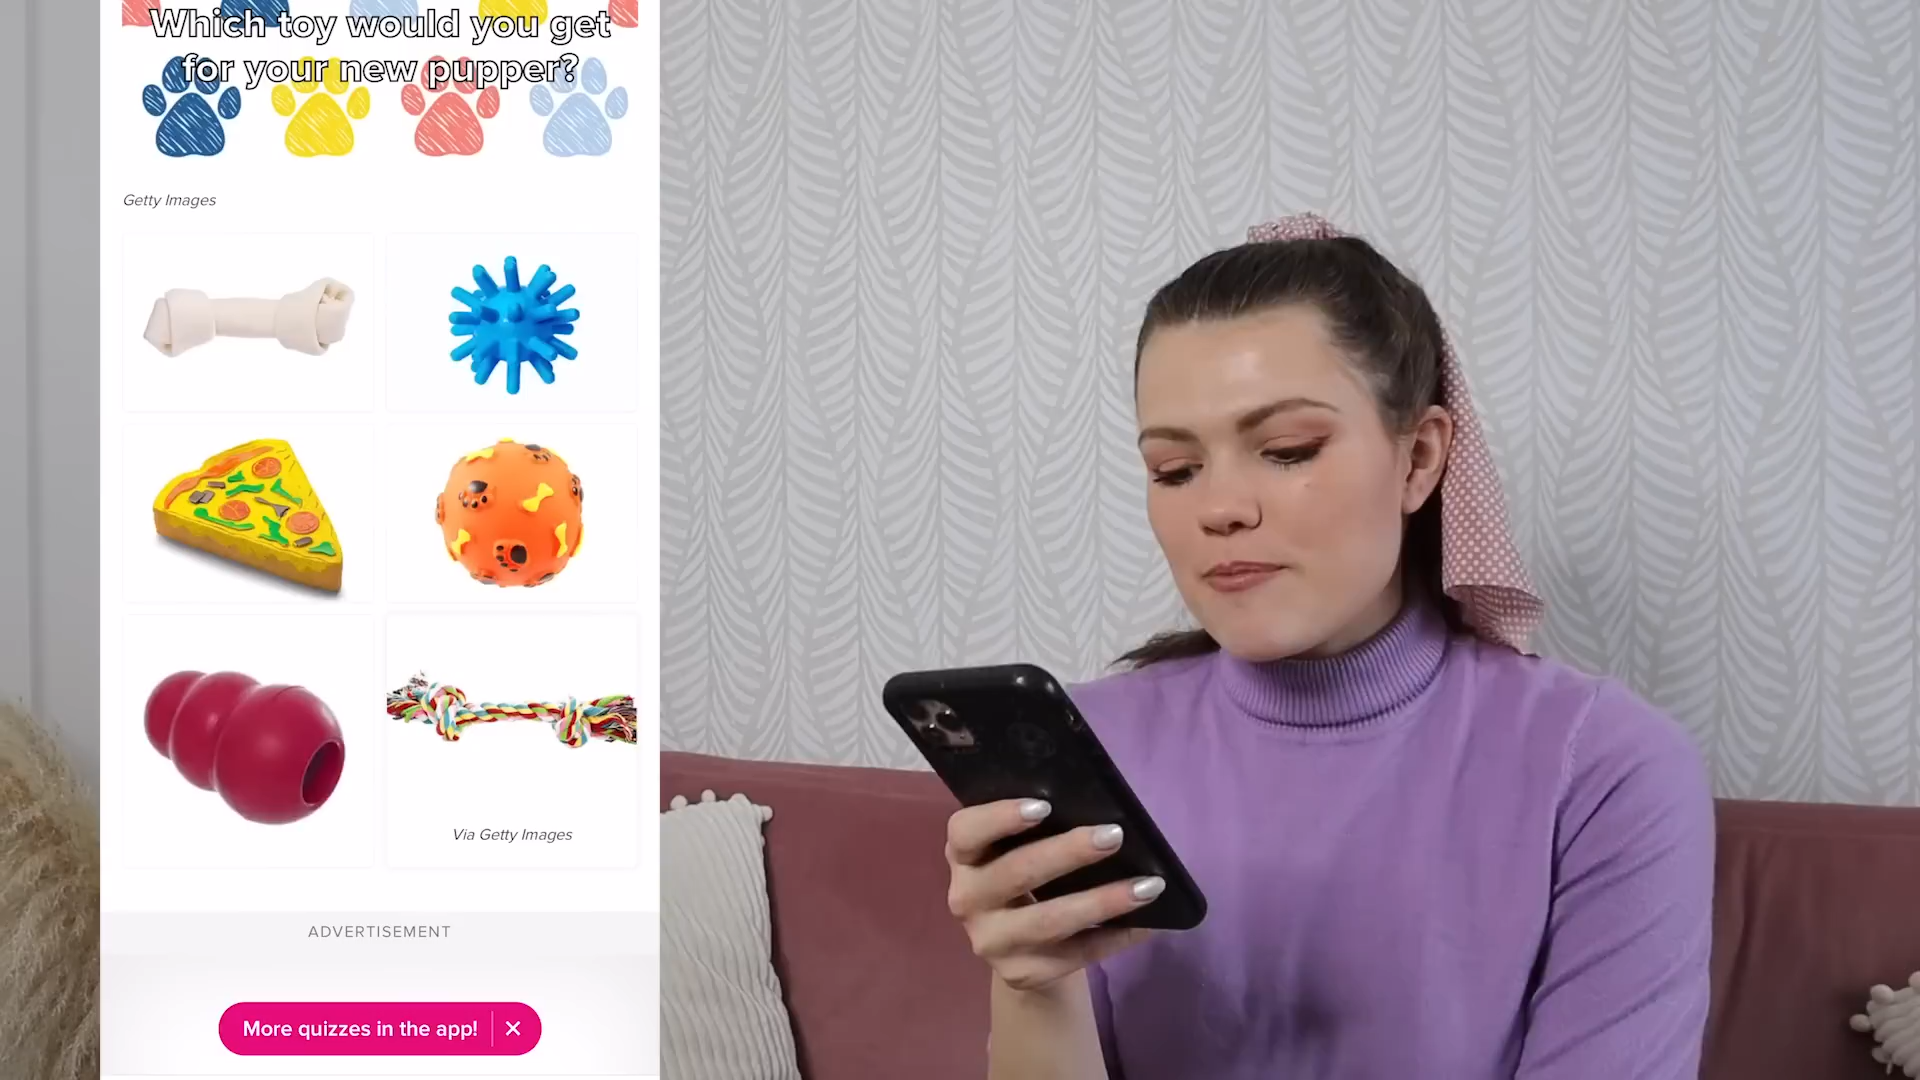 Which toy would you get
for your new pupper?
Getty Images
Via Getty Images
ADVERTISEMENT
More quizzes in the app!